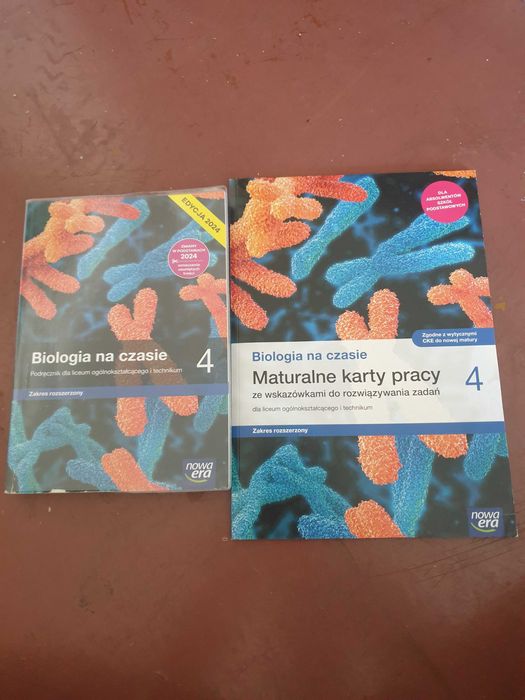 EDYCJA 2024
ZMIANY
W PODSTAWACH
2024
Biologia na czasie
4
Podręcznik dla liceum ogólnokształcącego i technikum
Zakres rozszerzony
nowa
era
DLA
ABSOLWENTÓW
SZKÓŁ
PODSTAWOWYCH
Zgodne z wytycznymi
CKE do nowej matury
Biologia na czasie
Maturalne karty pracy
4
ze wskazówkami do rozwiązywania zadań
dla liceum ogólnokształcącego i technikum
Zakres rozszerzony
nowa
era